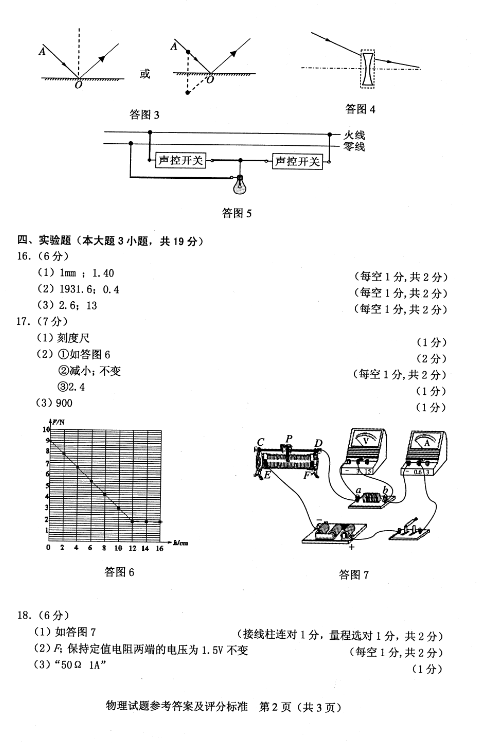 A
O
或
A
O
答图3
答图4
火线
零线
声控开关
声控开关
答图5
四、实验题（本大题3小题，共19分）
16.（6分）
（1）1mm ；1.40 （每空1分,共2分）
（2）1931.6；0.4 （每空1分,共2分）
（3）2.6；13 （每空1分,共2分）
17.（7分）
（1）刻度尺 （1分）
（2）①如答图6 （2分）
②减小；不变 （每空1分,共2分）
③2.4 （1分）
（3）900 （1分）
F/N
10
9
8
7
6
5
4
3
2
1
0 2 4 6 8 10 12 14 16 h/cm
答图6
C P D
E F
V
A
- 0.6 3
a b
-
+
答图7
18.（6分）
（1）如答图7 （接线柱连对1分，量程选对1分，共2分）
（2）F；保持定值电阻两端的电压为1.5V不变 （每空1分,共2分）
（3）“50Ω 1A” （1分）
物理试题参考答案及评分标准 第2页（共3页）